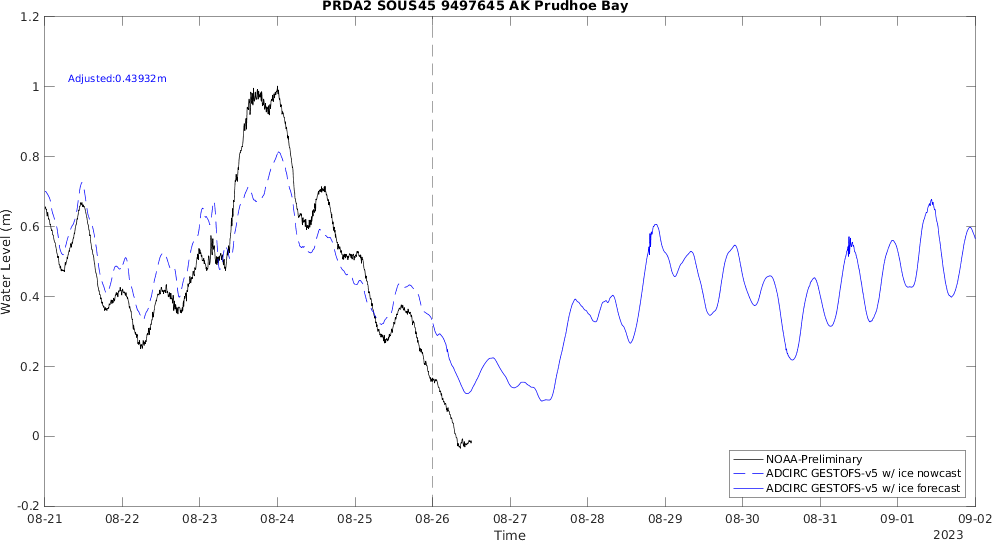 PRDA2 SOUS45 9497645 AK Prudhoe Bay
1.2
1
0.8
0.6
0.4
0.2
0
-0.2
Water Level (m)
Adjusted:0.43932m
NOAA-Preliminary
ADCIRC GESTOFS-v5 w/ ice nowcast
ADCIRC GESTOFS-v5 w/ ice forecast
08-21 08-22 08-23 08-24 08-25 08-26 08-27 08-28 08-29 08-30 08-31 09-01 09-02
Time
2023